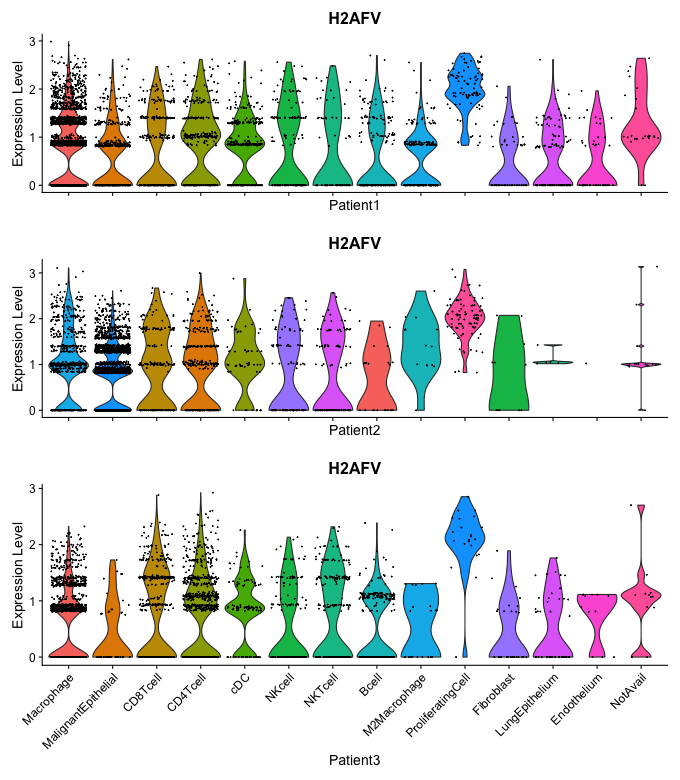 H2AFV
Expression Level
3
2
1
0
Patient1
H2AFV
Expression Level
3
2
1
0
Patient2
H2AFV
Expression Level
3
2
1
0
Macrophage
MalignantEpithelial
CD8Tcell
CD4Tcell
cDC
NKcell
NKTcell
Bcell
M2Macrophage
ProliferatingCell
Fibroblast
LungEpithelium
Endothelium
NotAvail
Patient3